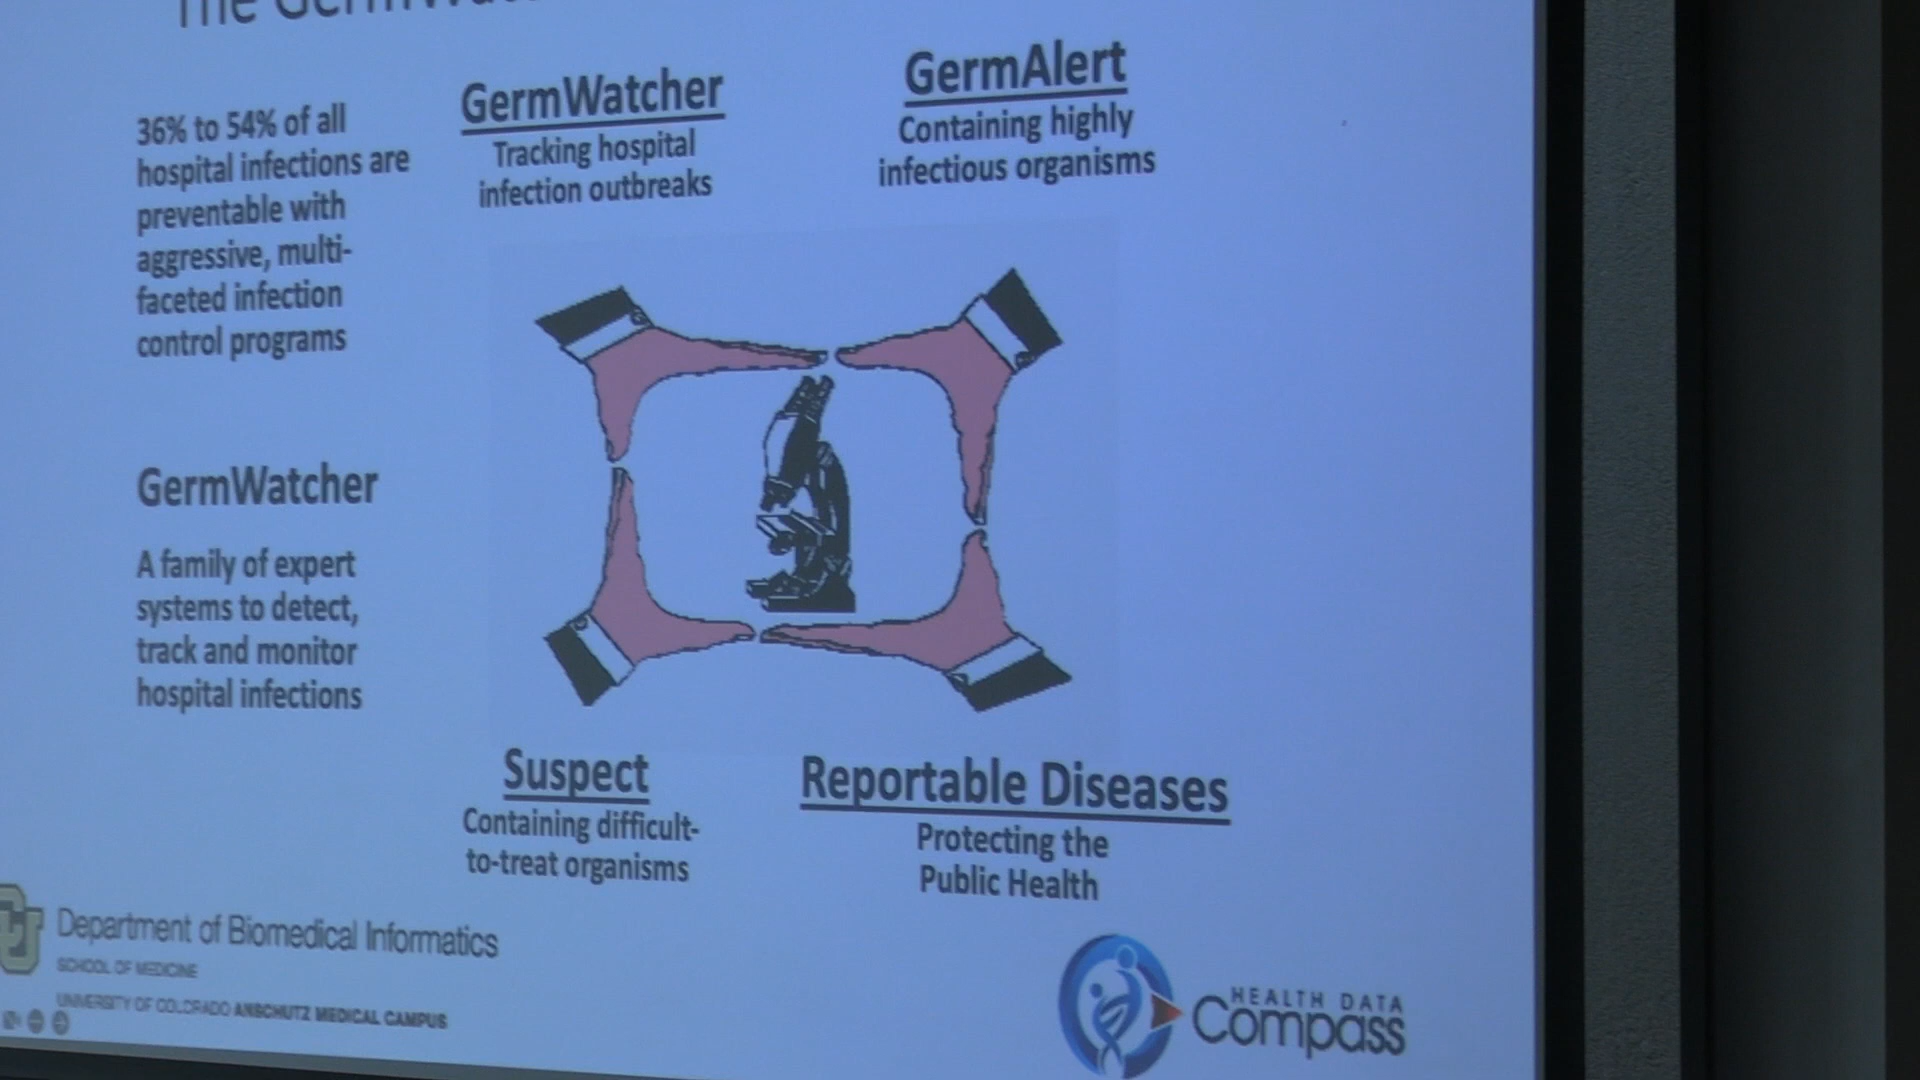 The
36% to 54% of all
hospital infections are
preventable with
aggressive, multi-
faceted infection
control programs
GermWatcher
A family of expert
systems to detect,
track and monitor
hospital infections
GermWatcher
Tracking hospital
infection outbreaks
GermAlert
Containing highly
infectious organisms
Suspect
Containing difficult-
to-treat organisms
Reportable Diseases
Protecting the
Public Health
Department of Biomedical Informatics
SCHOOL OF MEDICINE
UNIVERSITY OF COLORADO ANSCHUTZ MEDICAL CAMPUS
HEALTH DATA
Compass